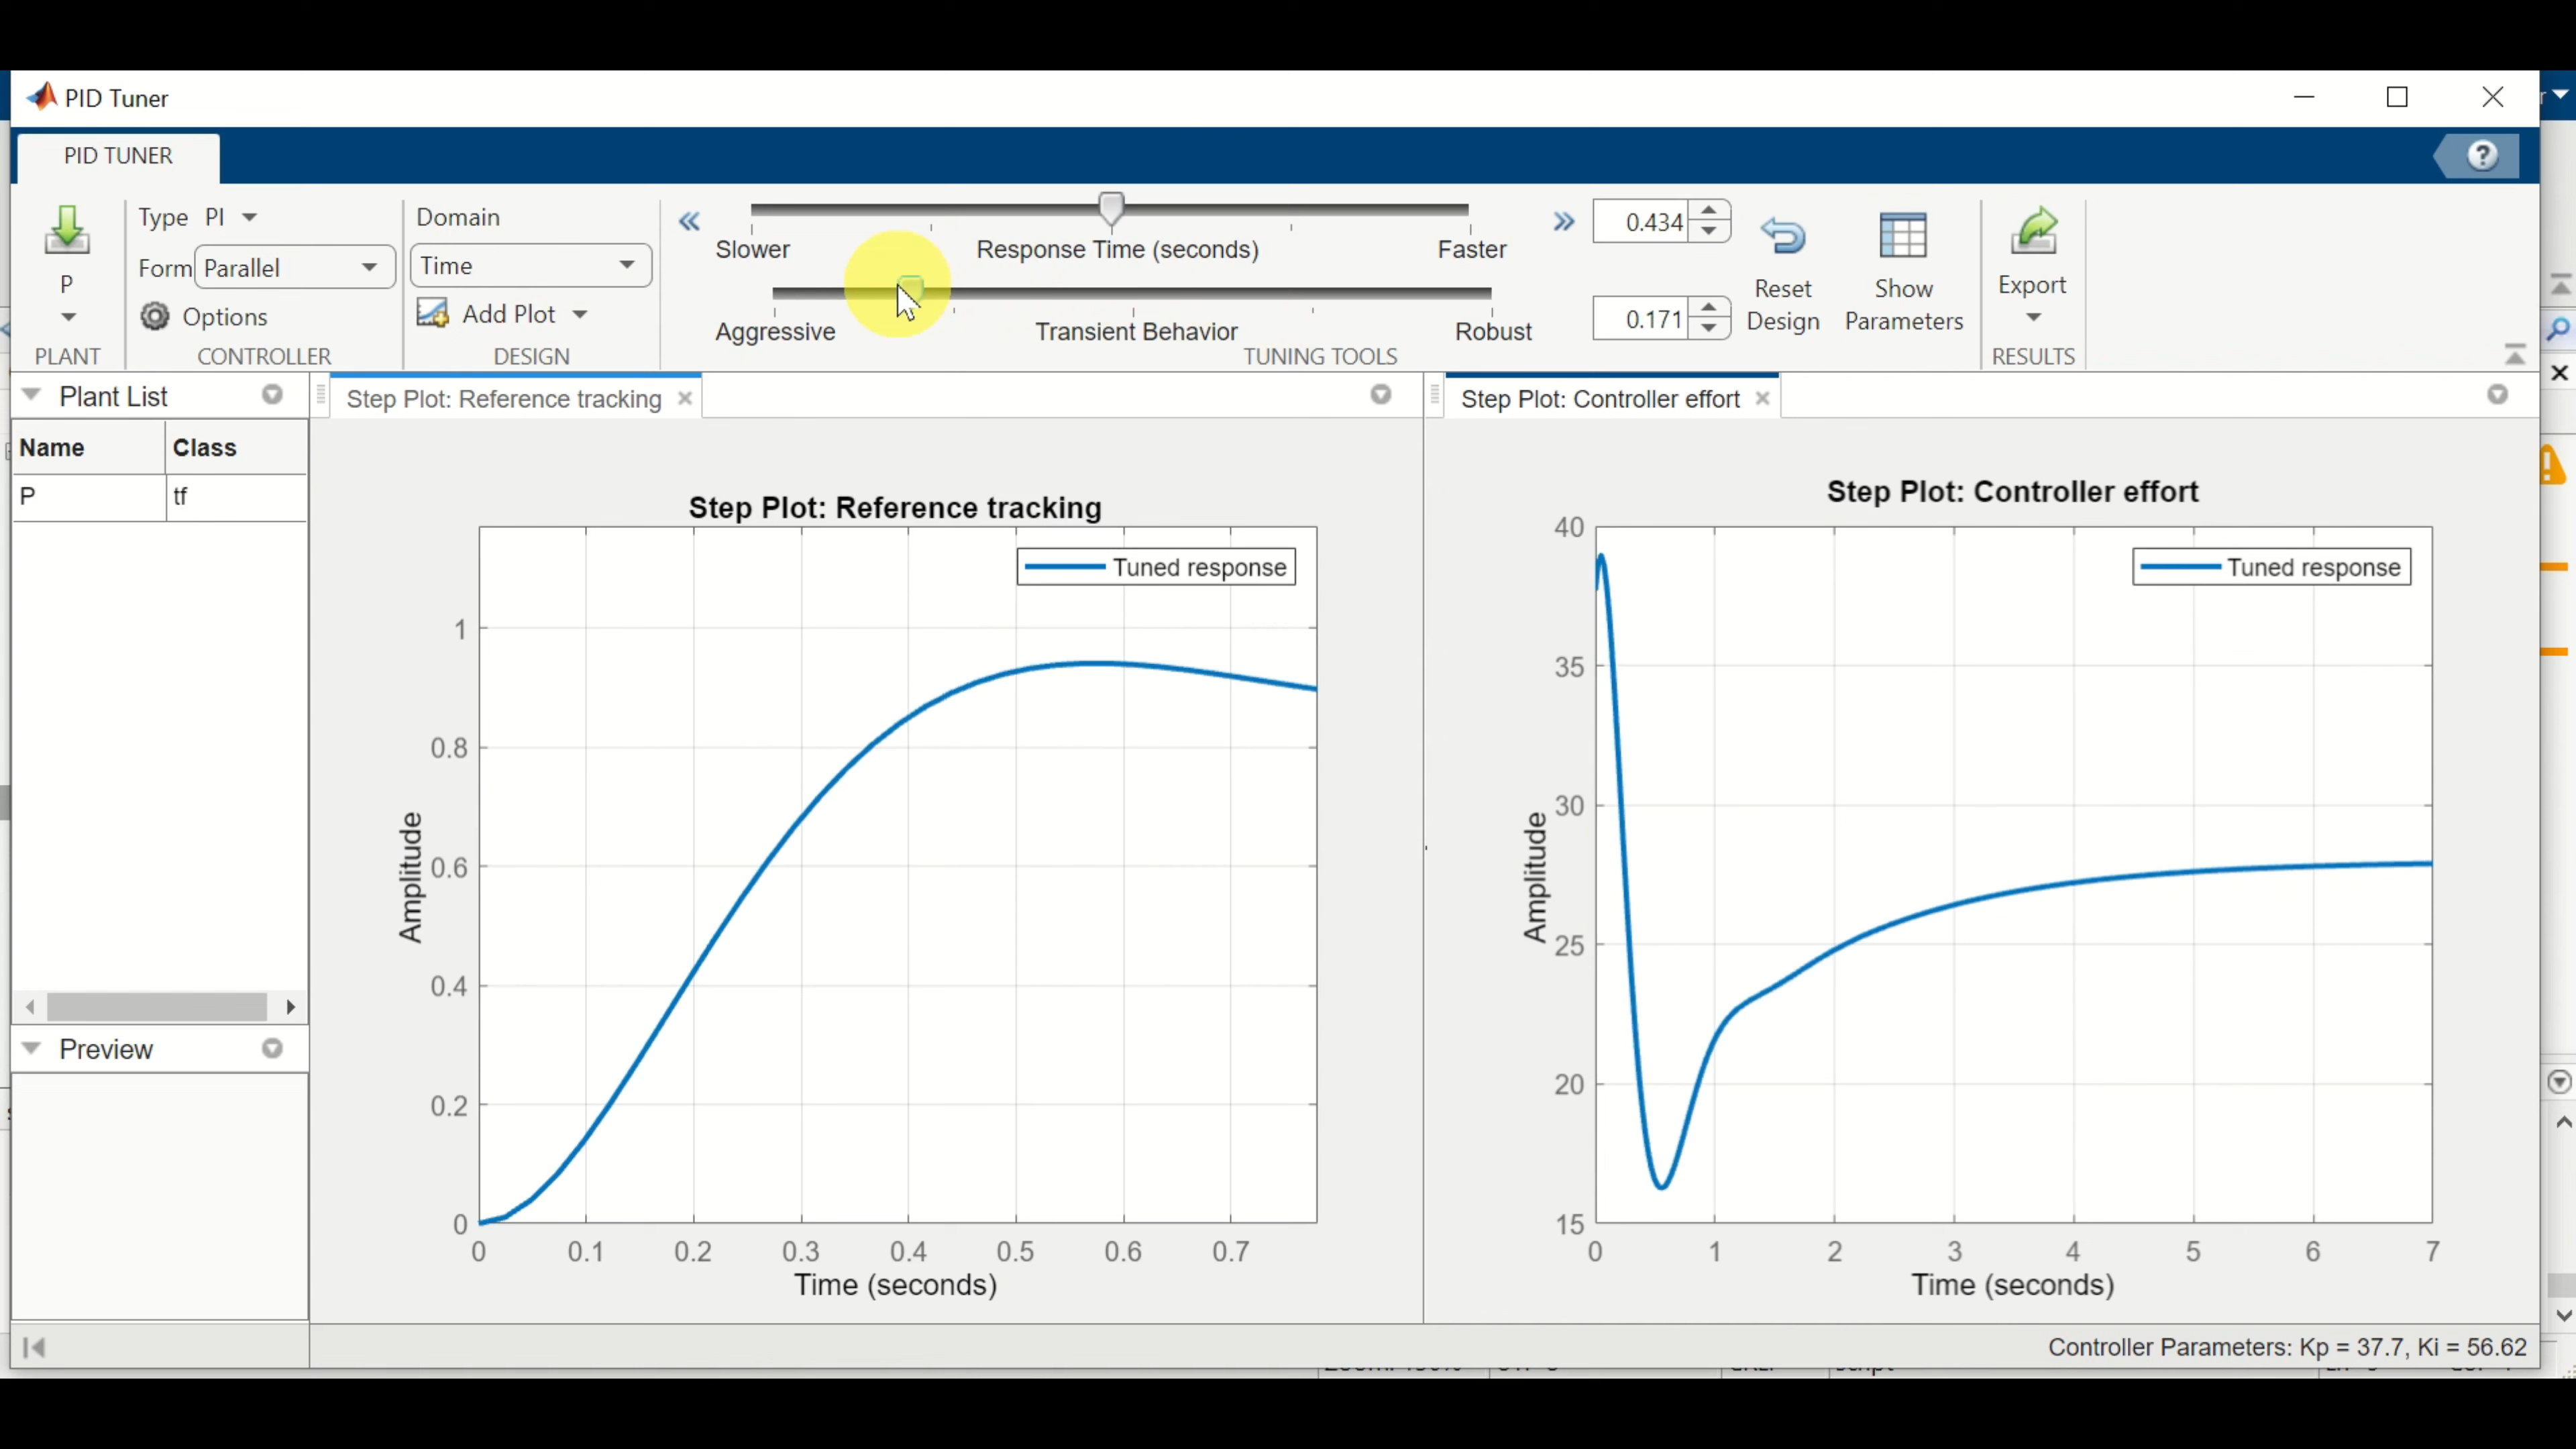 PID Tuner
PID TUNER
Type PI
Form Parallel
Options
P
PLANT
CONTROLLER
Domain
Time
Add Plot
DESIGN
Slower
Response Time (seconds)
Faster
0.434
Aggressive
Transient Behavior
Robust
0.171
TUNING TOOLS
Reset
Design
Show
Parameters
Export
RESULTS
Plant List
Name Class
P tf
Preview
Step Plot: Reference tracking
Step Plot: Reference tracking
Tuned response
Amplitude
1
0.8
0.6
0.4
0.2
0
0 0.1 0.2 0.3 0.4 0.5 0.6 0.7
Time (seconds)
Step Plot: Controller effort
Step Plot: Controller effort
Tuned response
Amplitude
40
35
30
25
20
15
0 1 2 3 4 5 6 7
Time (seconds)
Controller Parameters: Kp = 37.7, Ki = 56.62